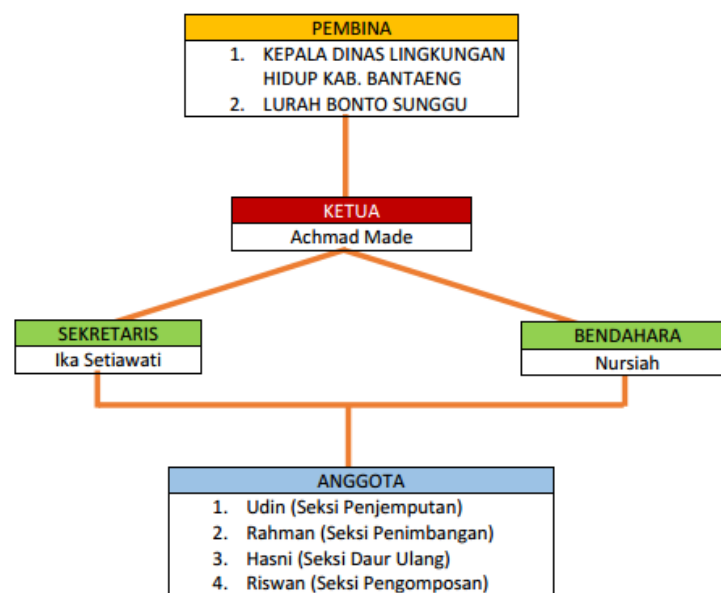 PEMBINA
1. KEPALA DINAS LINGKUNGAN
HIDUP KAB. BANTAENG
2. LURAH BONTO SUNGGU
KETUA
Achmad Made
SEKRETARIS
Ika Setiawati
BENDAHARA
Nursiah
ANGGOTA
1. Udin (Seksi Penjemputan)
2. Rahman (Seksi Penimbangan)
3. Hasni (Seksi Daur Ulang)
4. Riswan (Seksi Pengomposan)